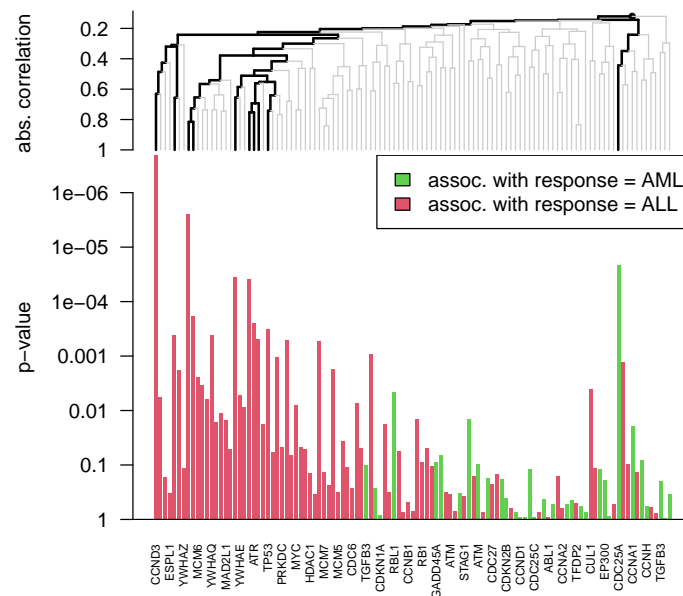 abs. correlation
0.2
0.4
0.6
0.8
1
p−value
1e−06
1e−05
1e−04
0.001
0.01
0.1
1
assoc. with response = AML
assoc. with response = ALL
CCND3
ESPL1
YWHAZ
MCM6
YWHAQ
MAD2L1
YWHAE
ATR
TP53
PRKDC
MYC
HDAC1
MCM7
MCM5
CDC6
TGFB3
CDKN1A
RBL1
CCNB1
RB1
GADD45A
ATM
STAG1
ATM
CDC27
CDKN2B
CCND1
CDC25C
ABL1
CCNA2
TFDP2
CUL1
EP300
CDC25A
CCNA1
CCNH
TGFB3